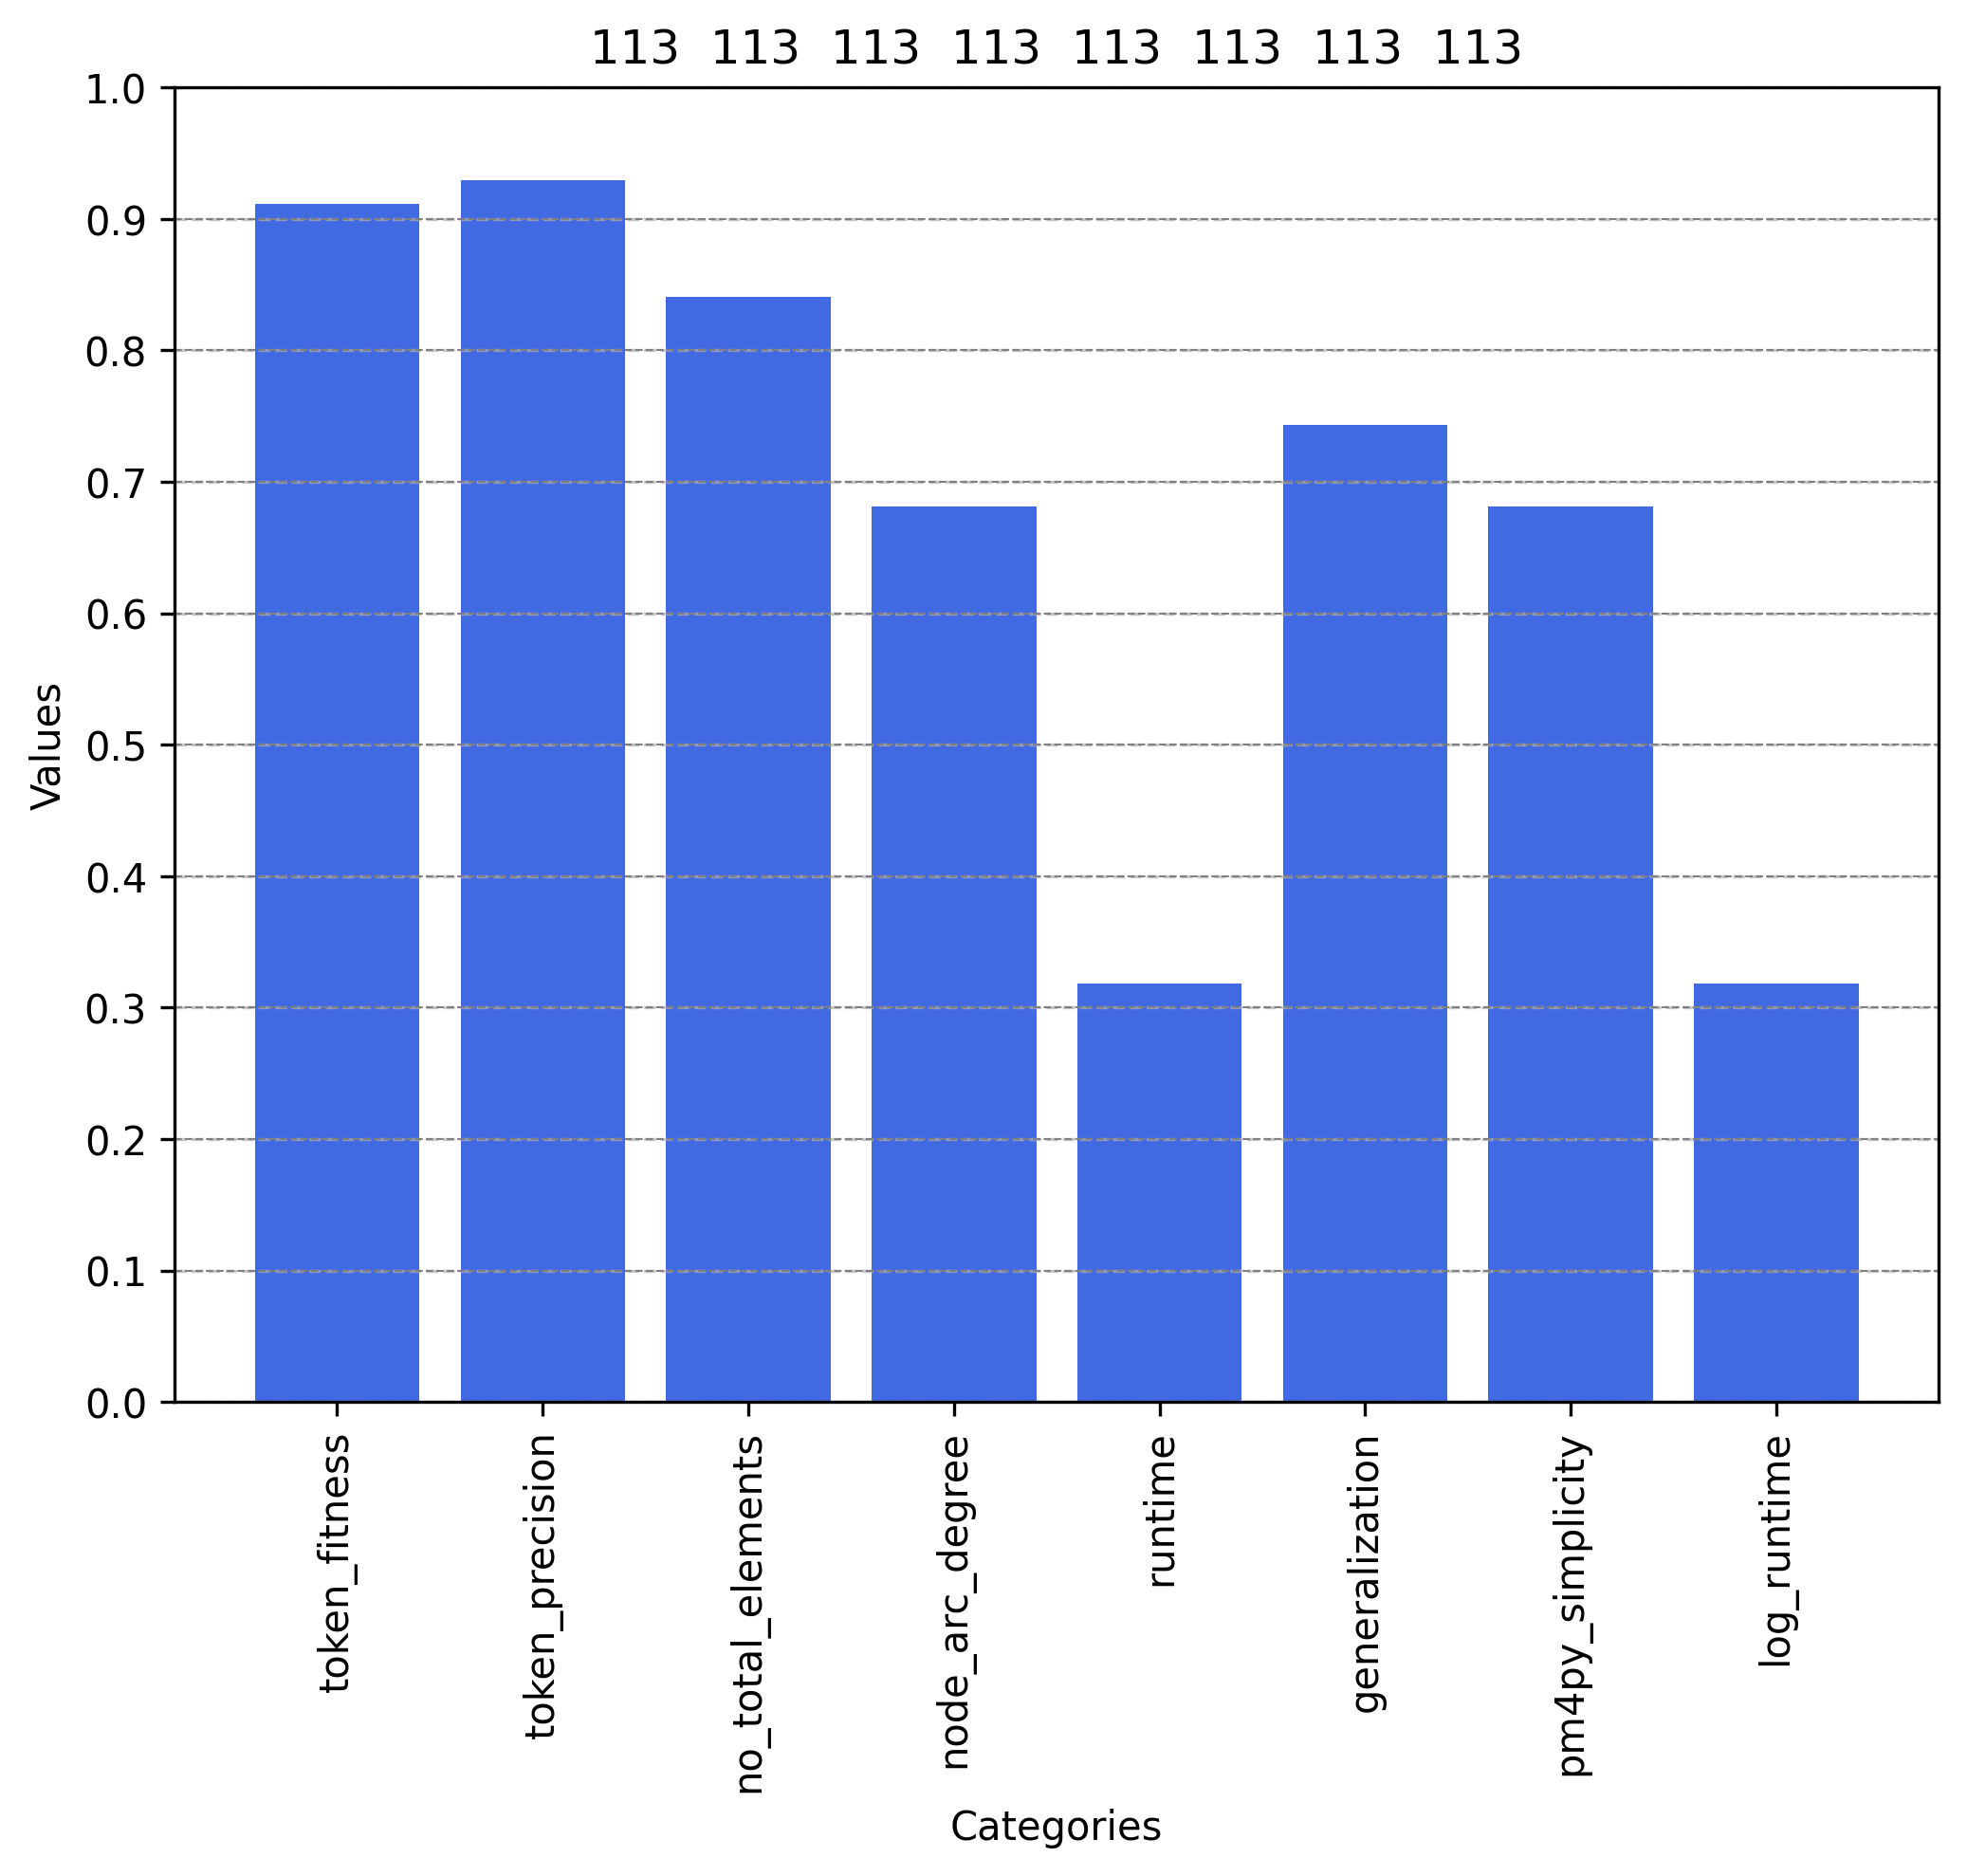 113 113 113 113 113 113 113 113
1.0
0.9
0.8
0.7
0.6
0.5
0.4
0.3
0.2
0.1
0.0
Values
token_fitness
token_precision
no_total_elements
node_arc_degree
runtime
generalization
pm4py_simplicity
log_runtime
Categories